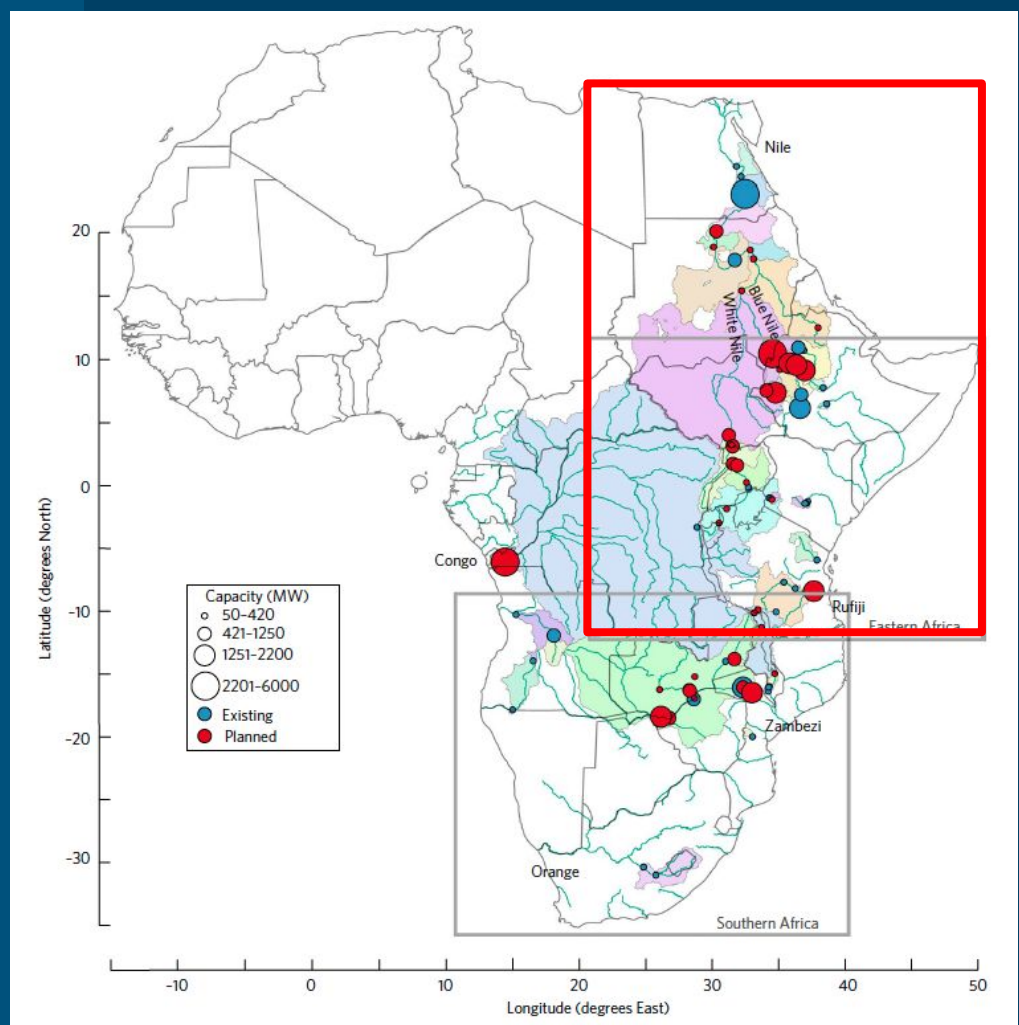 Nile
20
White Nile
Blue Nile
10
0
Congo
Rufiji
Eastern Africa
-10
Capacity (MW)
50–420
421–1250
1251–2200
2201–6000
Existing
Planned
Zambezi
-20
-30
Orange
Southern Africa
Latitude (degrees North)
-10 0 10 20 30 40 50
Longitude (degrees East)